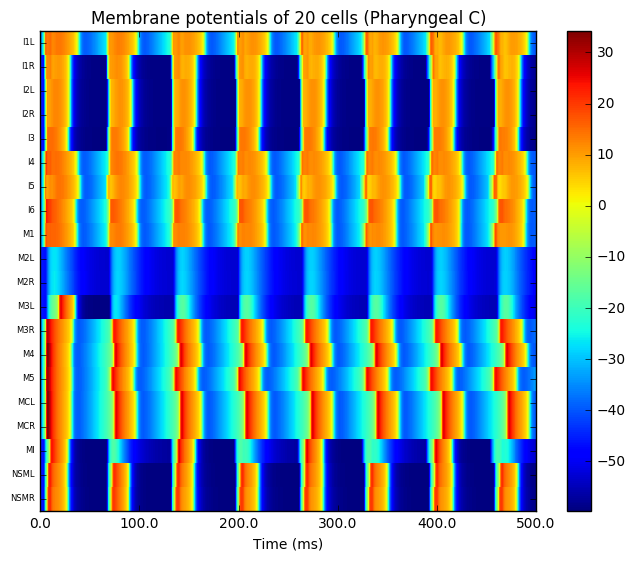 Membrane potentials of 20 cells (Pharyngeal C)
I1L
I1R
I2L
I2R
I3
I4
I5
I6
M1
M2L
M2R
M3L
M3R
M4
M5
MCL
MCR
MI
NSML
NSMR
0.0 100.0 200.0 300.0 400.0 500.0
Time (ms)
30
20
10
0
−10
−20
−30
−40
−50